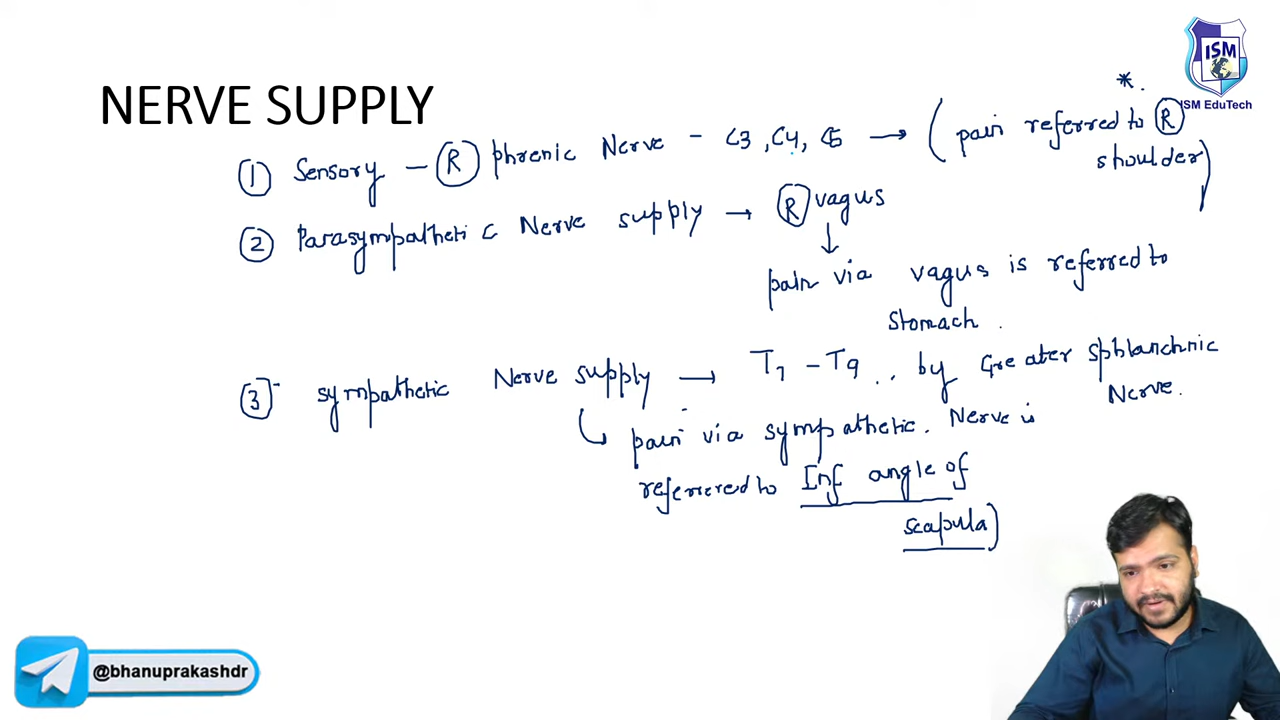 ISM
ISM EduTech
NERVE SUPPLY
*
① Sensory – Ⓡ phrenic Nerve – C3, C4, C5 → (pain referred to Ⓡ
shoulder)
② Parasympathetic Nerve supply → Ⓡ vagus
↓
pain via vagus is referred to
stomach.
③ sympathetic Nerve supply → T7 – T9 .. by Greater sphlanchnic
Nerve.
pain via sympathetic. Nerve is
referrered to Inf angle of
scapula)
@bhanuprakashdr